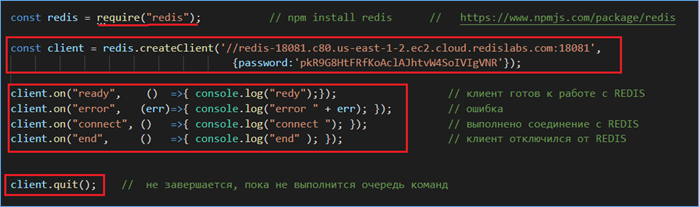 const redis = require("redis"); // npm install redis // https://www.npmjs.com/package/redis
const client = redis.createClient('//redis-18081.c80.us-east-1-2.ec2.cloud.redislabs.com:18081',
{password:'pkR9G8HtFRfKoAclAJhtvW4SoIVIgVNR'});
client.on("ready", () =>{ console.log("redy");}); // клиент готов к работе с REDIS
client.on("error", (err)=>{ console.log("error " + err); }); // ошибка
client.on("connect", () =>{ console.log("connect "); }); // выполнено соединение с REDIS
client.on("end", () =>{ console.log("end" ); }); // клиент отключился от REDIS
client.quit(); // не завершается, пока не выполнится очередь команд